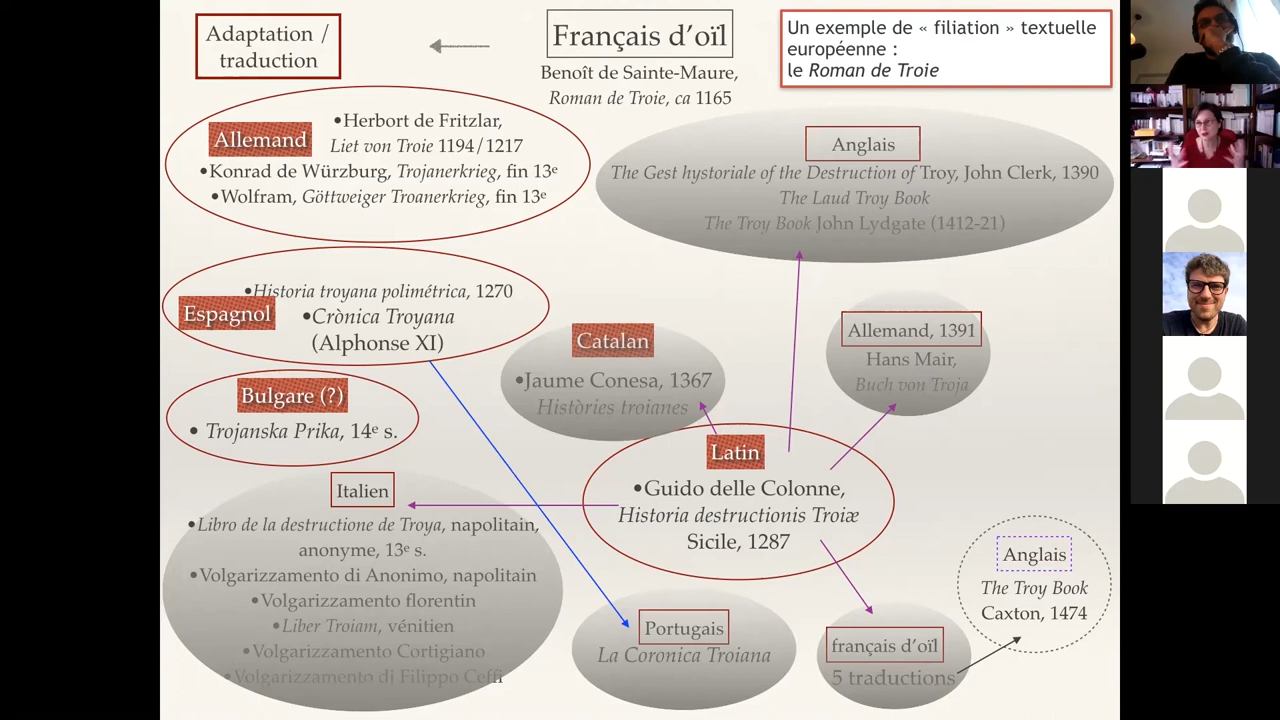 Adaptation /
traduction
Français d'oïl
Benoît de Sainte-Maure,
Roman de Troie, ca 1165
Un exemple de « filiation » textuelle
européenne :
le Roman de Troie
Allemand
•Herbort de Fritzlar,
Liet von Troie 1194/1217
•Konrad de Würzburg, Trojanerkrieg, fin 13e
•Wolfram, Göttweiger Troanerkrieg, fin 13e
Anglais
The Gest hystoriale of the Destruction of Troy, John Clerk, 1390
The Laud Troy Book
The Troy Book John Lydgate (1412-21)
Espagnol
•Historia troyana polimétrica, 1270
•Crònica Troyana
(Alphonse XI)
Catalan
•Jaume Conesa, 1367
Històries troianes
Allemand, 1391
Hans Mair,
Buch von Troja
Bulgare (?)
• Trojanska Prika, 14e s.
Latin
•Guido delle Colonne,
Historia destructionis Troiæ
Sicile, 1287
Italien
•Libro de la destructione de Troya, napolitain,
anonyme, 13e s.
•Volgarizzamento di Anonimo, napolitain
•Volgarizzamento florentin
•Liber Troiam, vénitien
•Volgarizzamento Cortigiano
•Volgarizzamento di Filippo Ceffi
Portugais
La Coronica Troiana
français d'oïl
5 traductions
Anglais
The Troy Book
Caxton, 1474